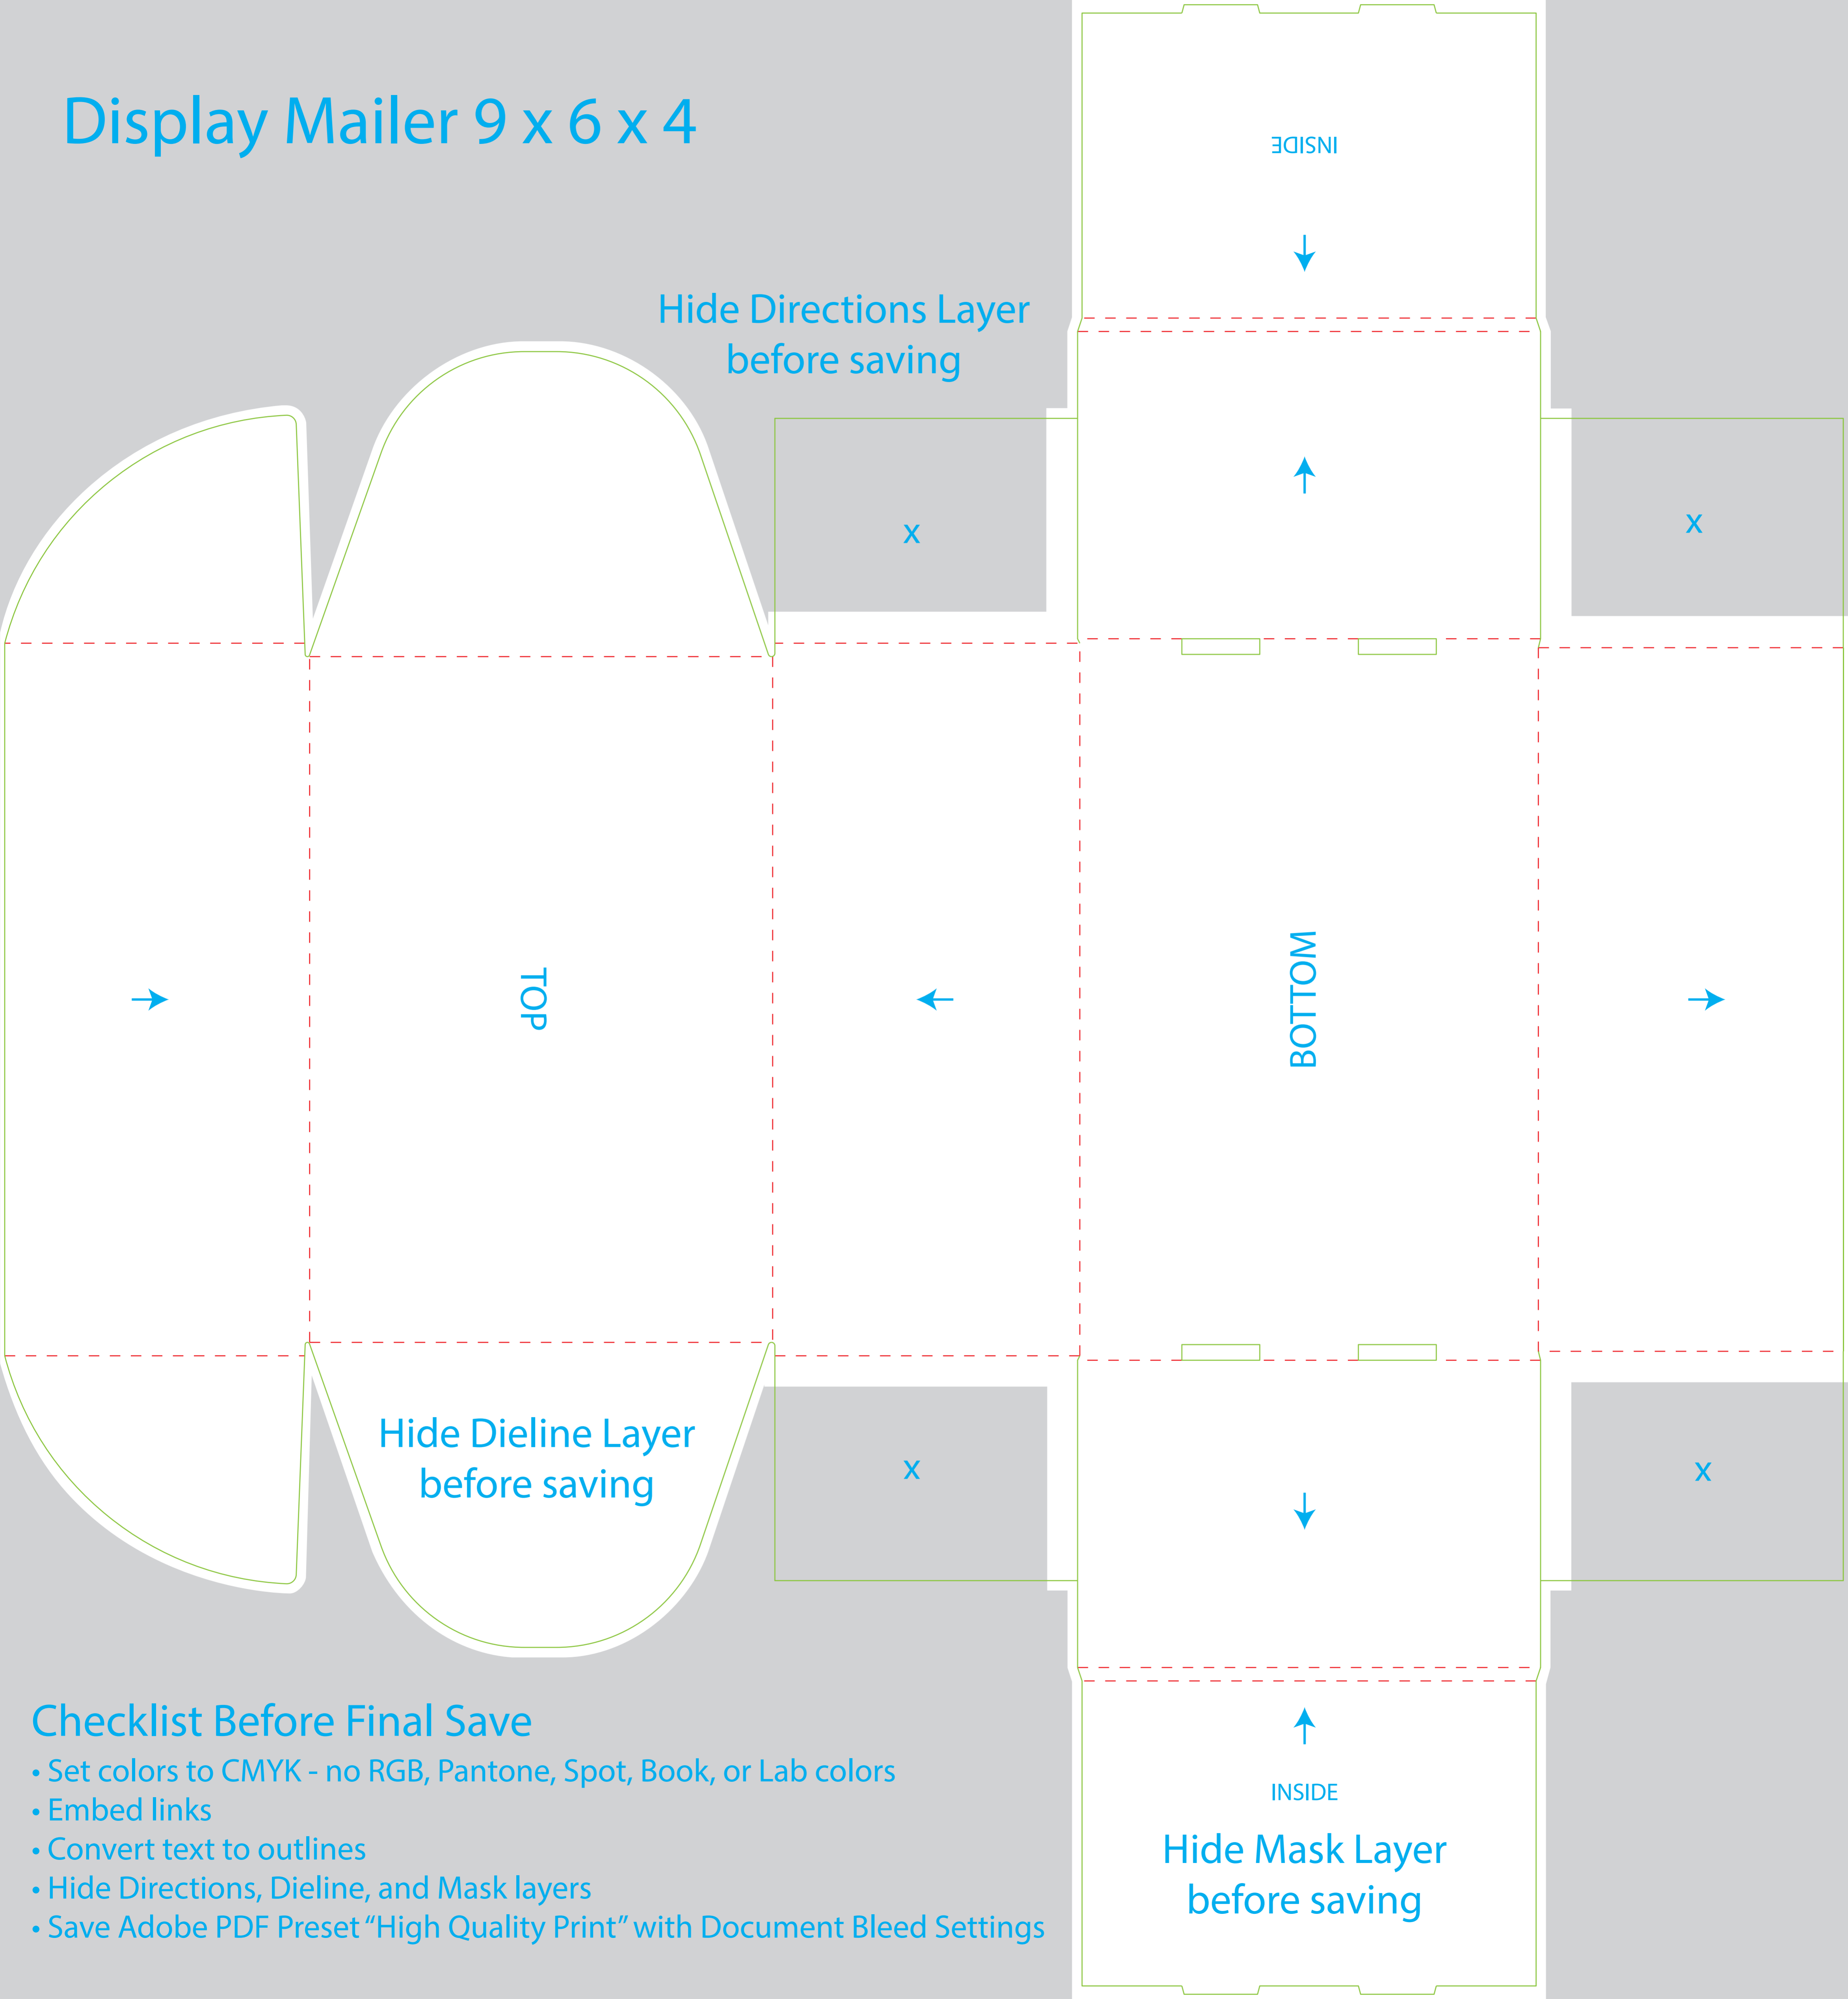 Display Mailer 9 x 6 x 4
INSIDE
Hide Directions Layer
before saving
x
x
TOP
BOTTOM
Hide Dieline Layer
before saving
x
x
Checklist Before Final Save
• Set colors to CMYK - no RGB, Pantone, Spot, Book, or Lab colors
• Embed links
• Convert text to outlines
• Hide Directions, Dieline, and Mask layers
• Save Adobe PDF Preset “High Quality Print” with Document Bleed Settings
INSIDE
Hide Mask Layer
before saving